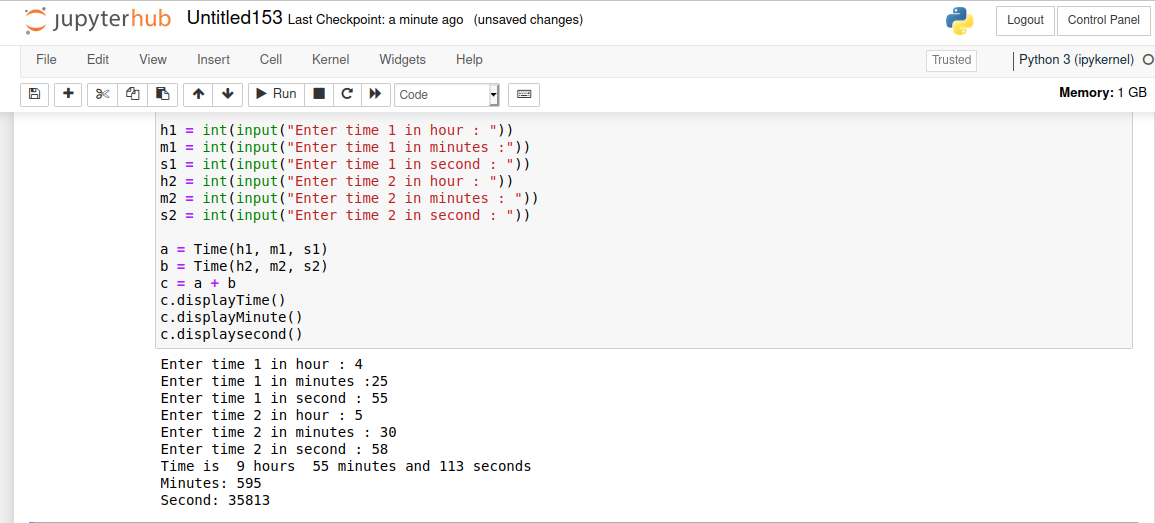 jupyterhub Untitled153 Last Checkpoint: a minute ago (unsaved changes) Logout Control Panel
File Edit View Insert Cell Kernel Widgets Help Trusted Python 3 (ipykernel)
Run Code Memory: 1 GB
h1 = int(input("Enter time 1 in hour : "))
m1 = int(input("Enter time 1 in minutes :"))
s1 = int(input("Enter time 1 in second : "))
h2 = int(input("Enter time 2 in hour : "))
m2 = int(input("Enter time 2 in minutes : "))
s2 = int(input("Enter time 2 in second : "))
a = Time(h1, m1, s1)
b = Time(h2, m2, s2)
c = a + b
c.displayTime()
c.displayMinute()
c.displaysecond()
Enter time 1 in hour : 4
Enter time 1 in minutes :25
Enter time 1 in second : 55
Enter time 2 in hour : 5
Enter time 2 in minutes : 30
Enter time 2 in second : 58
Time is  9 hours  55 minutes and 113 seconds
Minutes: 595
Second: 35813